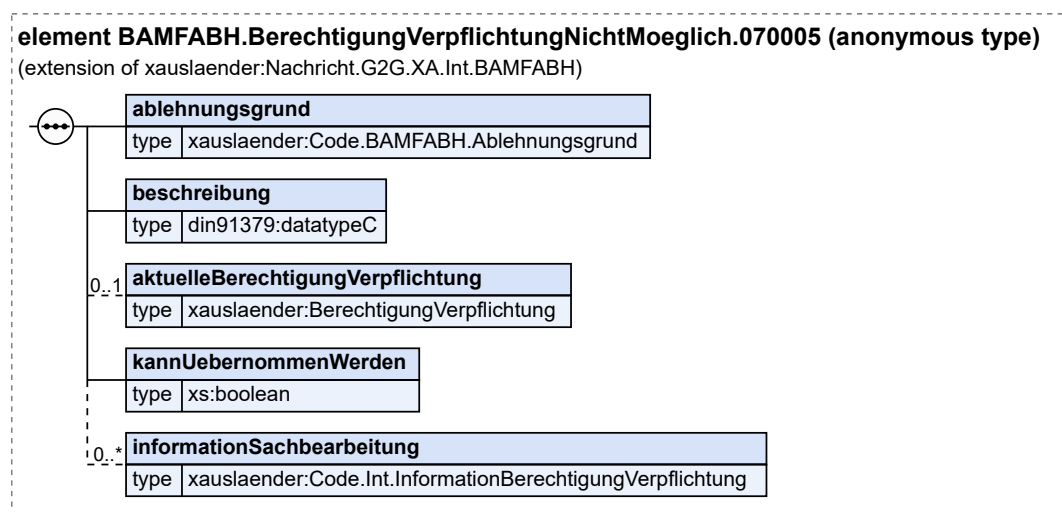 element BAMFABH.BerechtigungVerpflichtungNichtMoeglich.070005 (anonymous type)
(extension of xauslaender:Nachricht.G2G.XA.Int.BAMFABH)
ablehnungsgrund
type xauslaender:Code.BAMFABH.Ablehnungsgrund
beschreibung
type din91379:datatypeC
0..1 aktuelleBerechtigungVerpflichtung
type xauslaender:BerechtigungVerpflichtung
kannUebernommenWerden
type xs:boolean
0..* informationSachbearbeitung
type xauslaender:Code.Int.InformationBerechtigungVerpflichtung